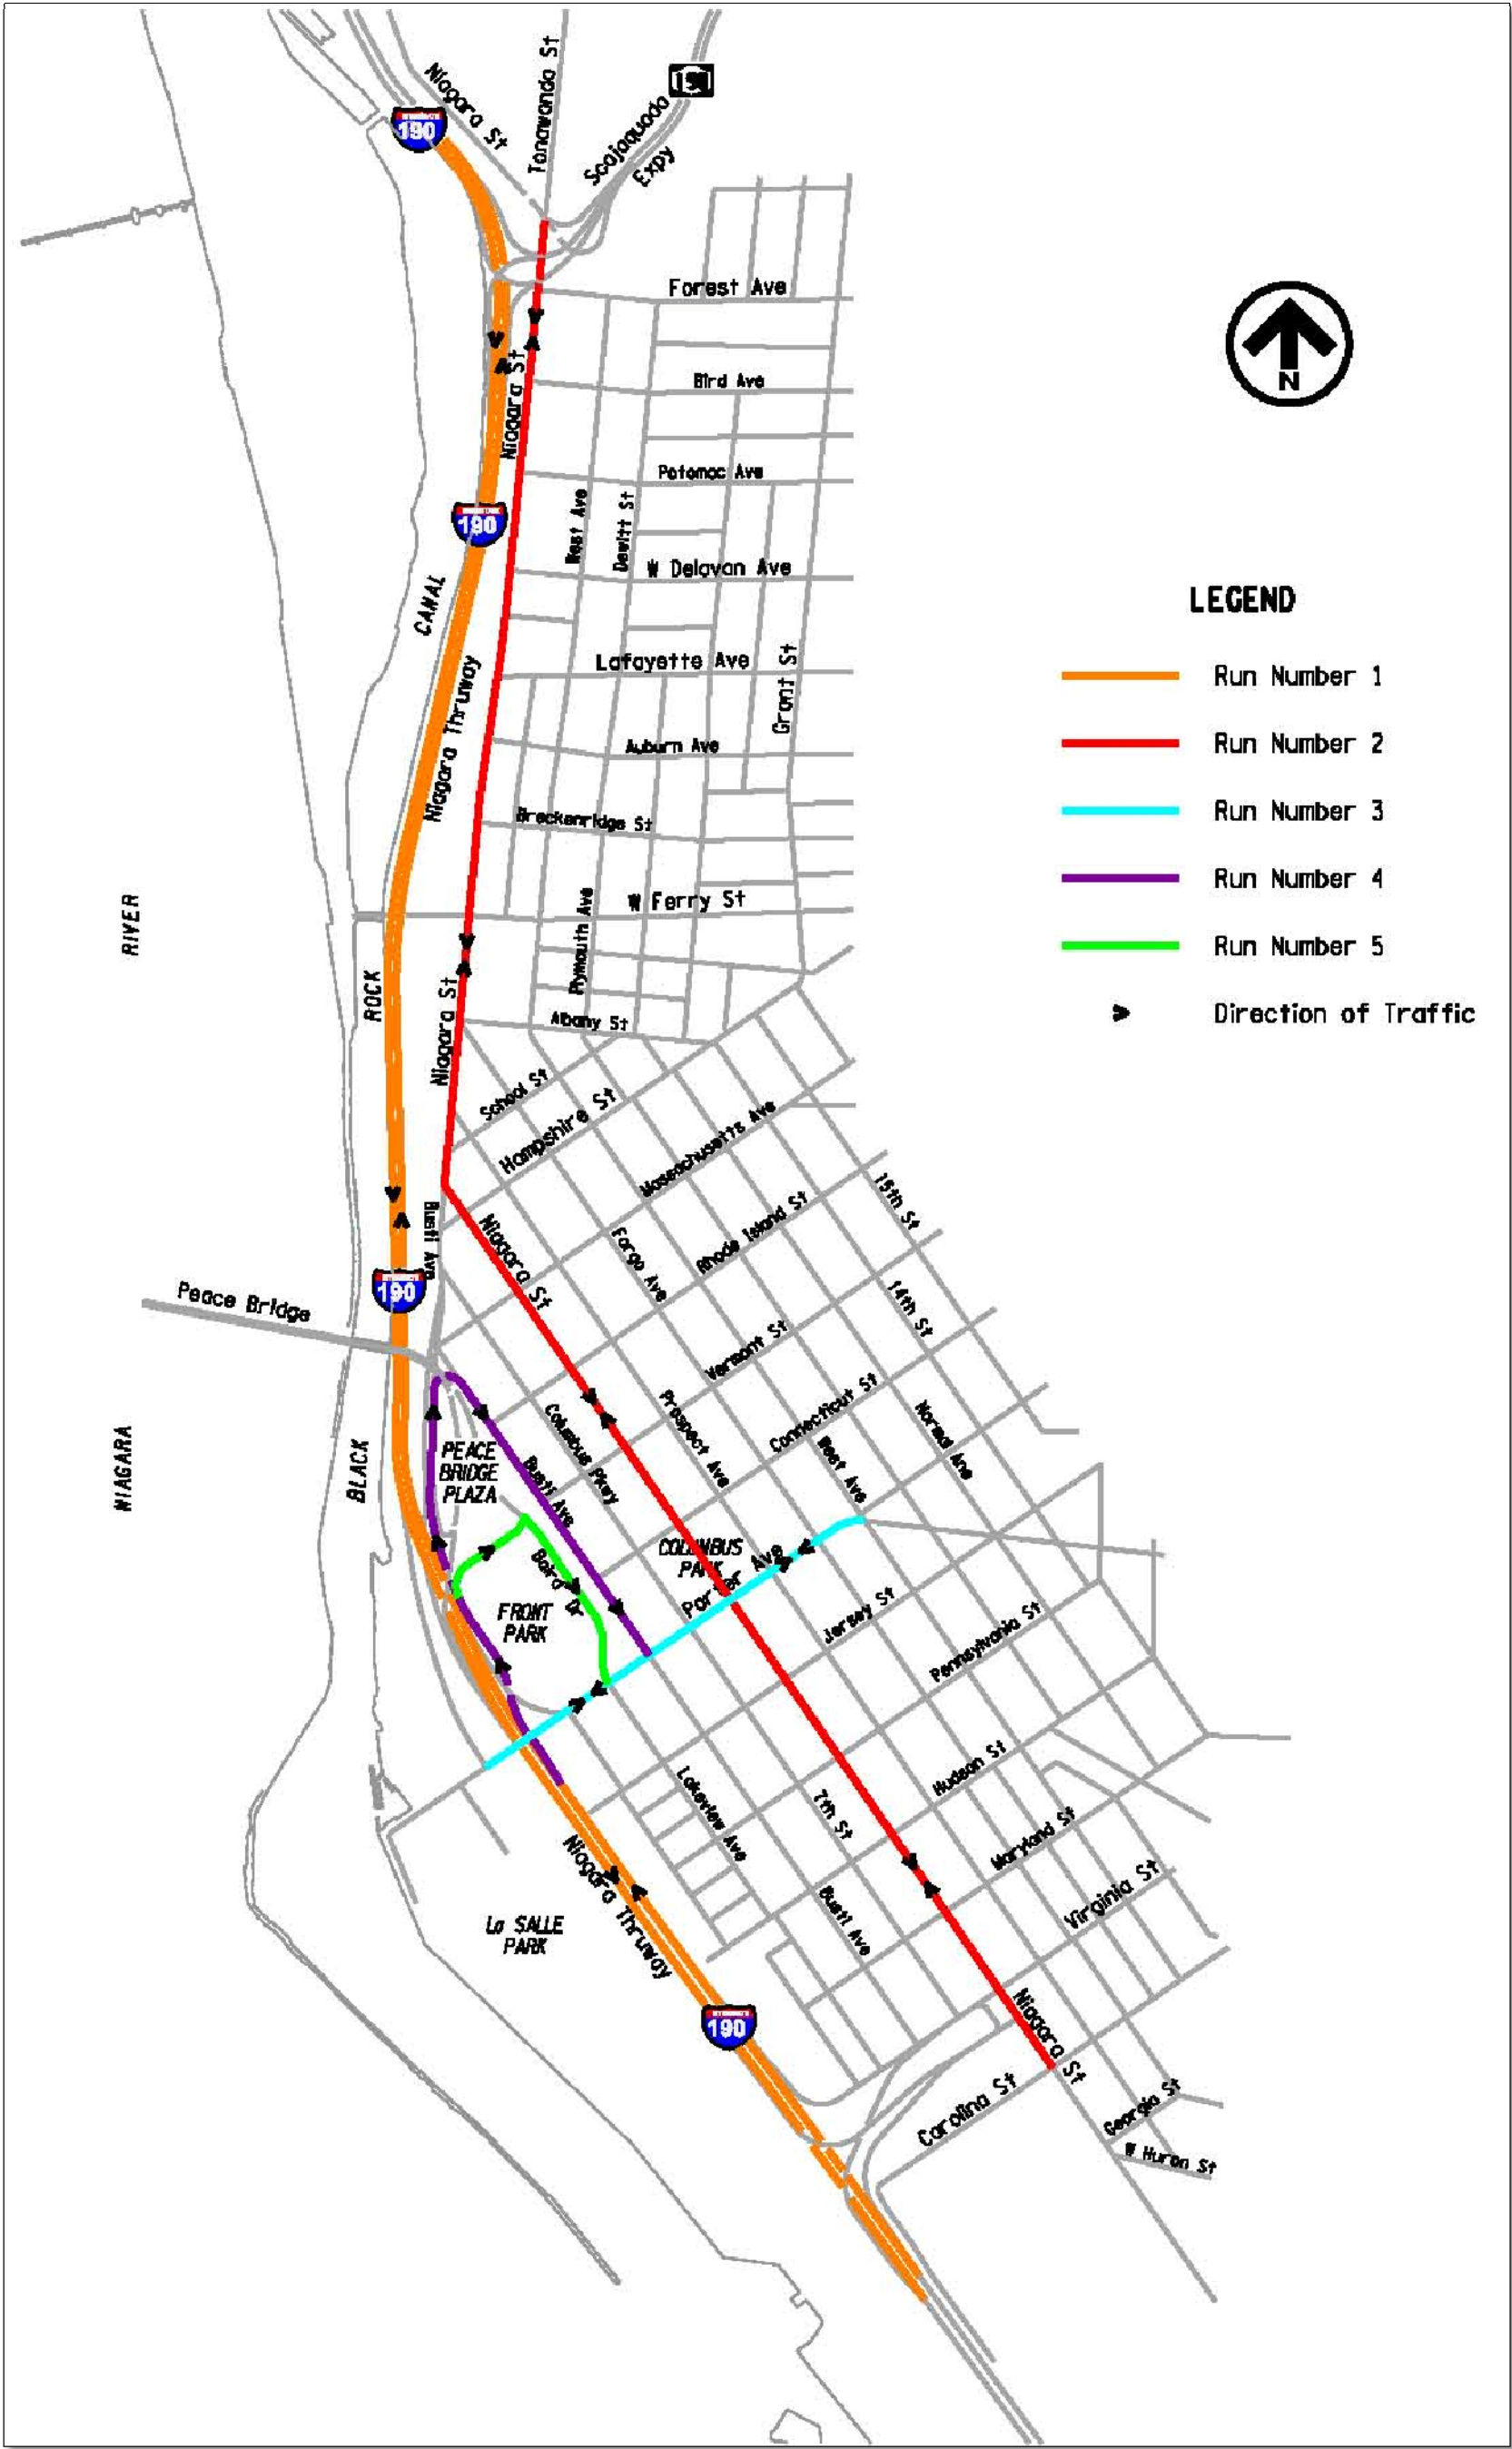 Niagara St
Tonawanda St
Scajaquada
Expy
190
Forest Ave
N
Niagara St
Bird Ave
Potomac Ave
190
West Ave
Dewitt St
W Delavan Ave
CANAL
LEGEND
Lafayette Ave
Grant St
Run Number 1
Niagara Thruway
Auburn Ave
Run Number 2
Run Number 3
Breckenridge St
Run Number 4
W Ferry St
Plymouth Ave
RIVER
Run Number 5
ROCK
Niagara St
Albany St
Direction of Traffic
School St
Hampshire St
Massachusetts Ave
15th St
Busti Ave
Niagara St
Fargo Ave
Rhode Island St
190
Peace Bridge
14th St
Vermont St
Connecticut St
Columbus Pkwy
Prospect Ave
West Ave
Normal Ave
NIAGARA
BLACK
PEACE
BRIDGE
PLAZA
Busti Ave
COLUMBUS
PARK
Porter Ave
Baird Dr
FRONT
PARK
Jersey St
Pennsylvania St
Hudson St
Lakeview Ave
7th St
Maryland St
Niagara Thruway
Busti Ave
Virginia St
La SALLE
PARK
190
Niagara St
Carolina St
Georgia St
W Huron St